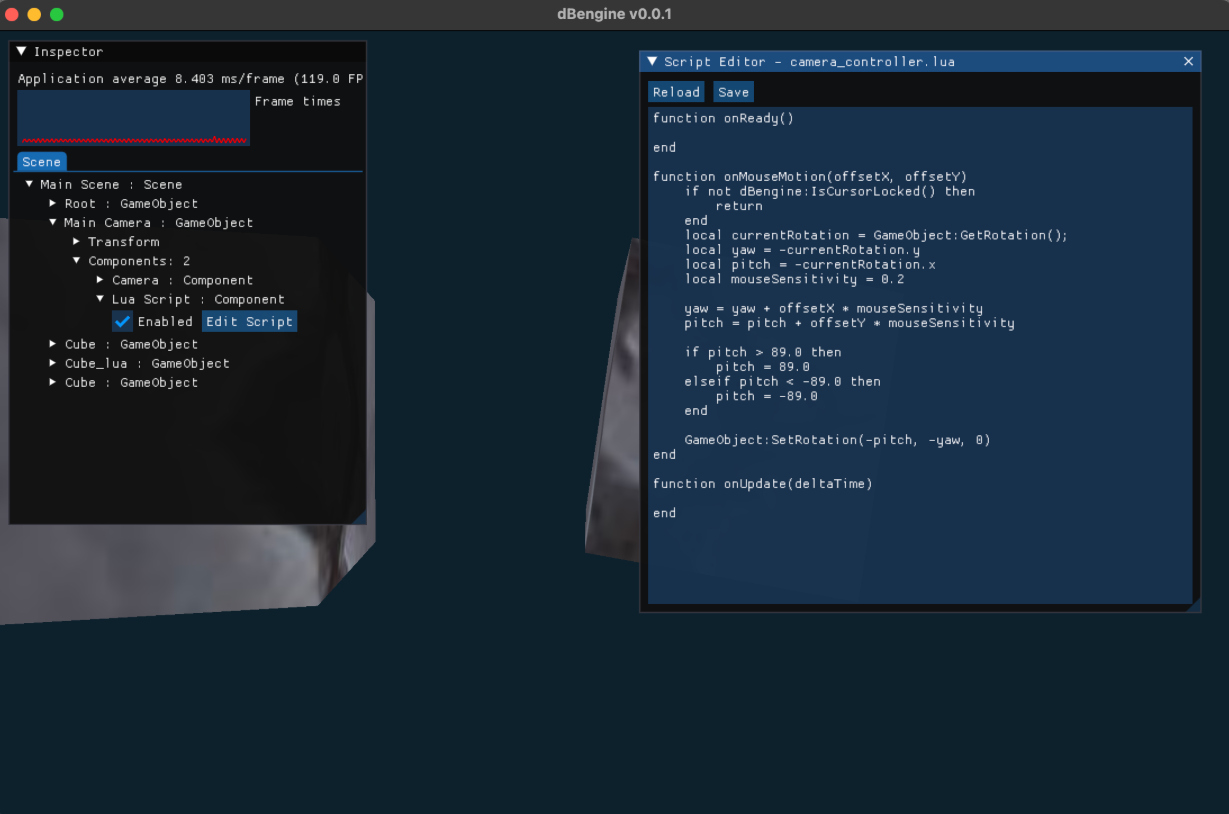 dBengine v0.0.1
Inspector
Application average 8.403 ms/frame (119.0 FP
Frame times
Scene
Main Scene : Scene
Root : GameObject
Main Camera : GameObject
Transform
Components: 2
Camera : Component
Lua Script : Component
Enabled Edit Script
Cube : GameObject
Cube_lua : GameObject
Cube : GameObject
Script Editor - camera_controller.lua
Reload Save
function onReady()
end
function onMouseMotion(offsetX, offsetY)
if not dBengine:IsCursorLocked() then
return
end
local currentRotation = GameObject:GetRotation();
local yaw = -currentRotation.y
local pitch = -currentRotation.x
local mouseSensitivity = 0.2
yaw = yaw + offsetX * mouseSensitivity
pitch = pitch + offsetY * mouseSensitivity
if pitch > 89.0 then
pitch = 89.0
elseif pitch < -89.0 then
pitch = -89.0
end
GameObject:SetRotation(-pitch, -yaw, 0)
end
function onUpdate(deltaTime)
end